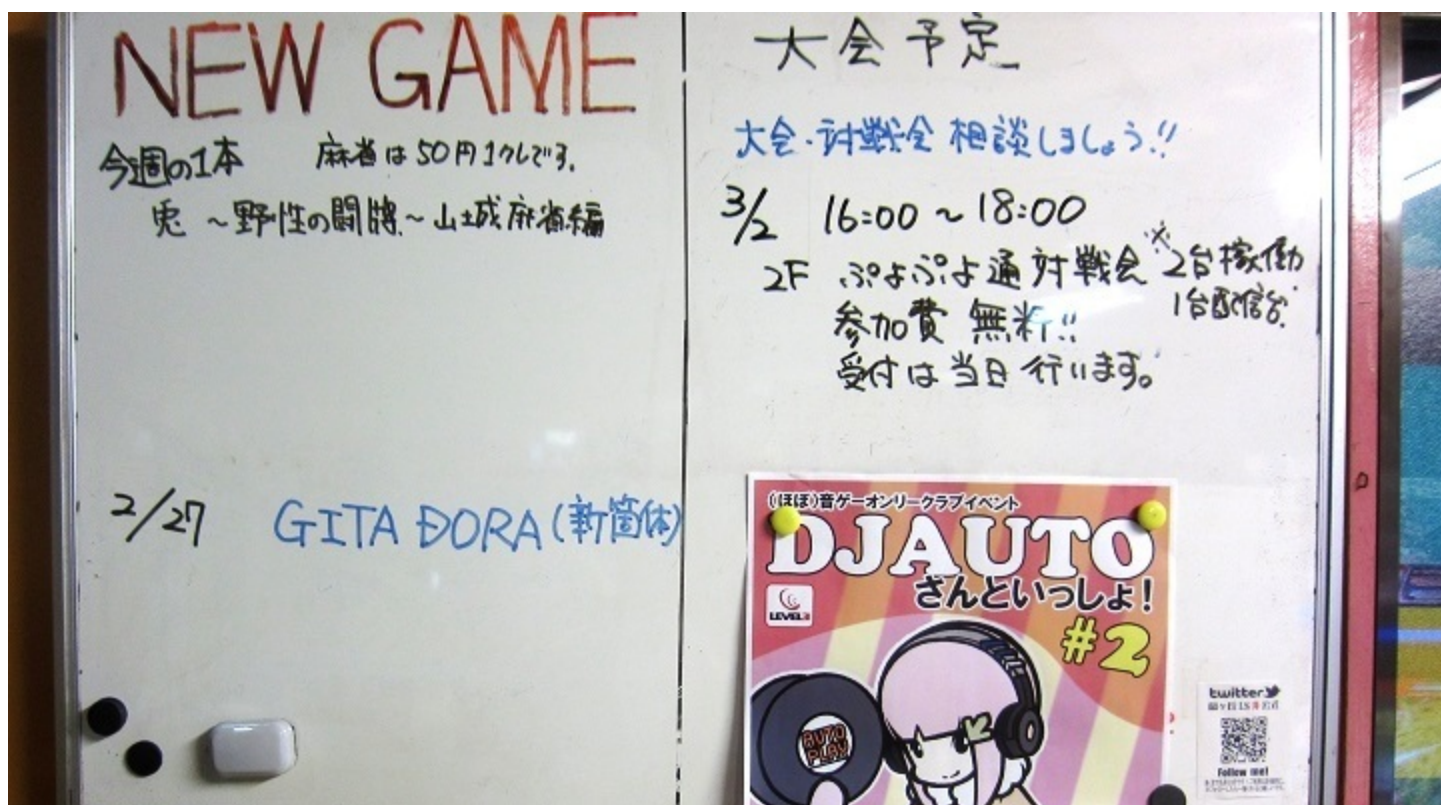 NEW GAME
今週の1本 麻雀は50円1クレです。
兎 ~野性の闘牌~山城麻雀編
2/27 GITADORA(新筐体)
大会予定
大会・対戦会 相談しましょう!!
3/2 16:00~18:00
2F ぷよぷよ通対戦会 ※2台稼働
1台配信台
参加費 無料!!
受付は当日行います。
(ほぼ)音ゲーオンリークラブイベント
DJAUTO
さんといっしょ!
LEVEL3
#2
AUTO
PLAY
twitter
Follow me!